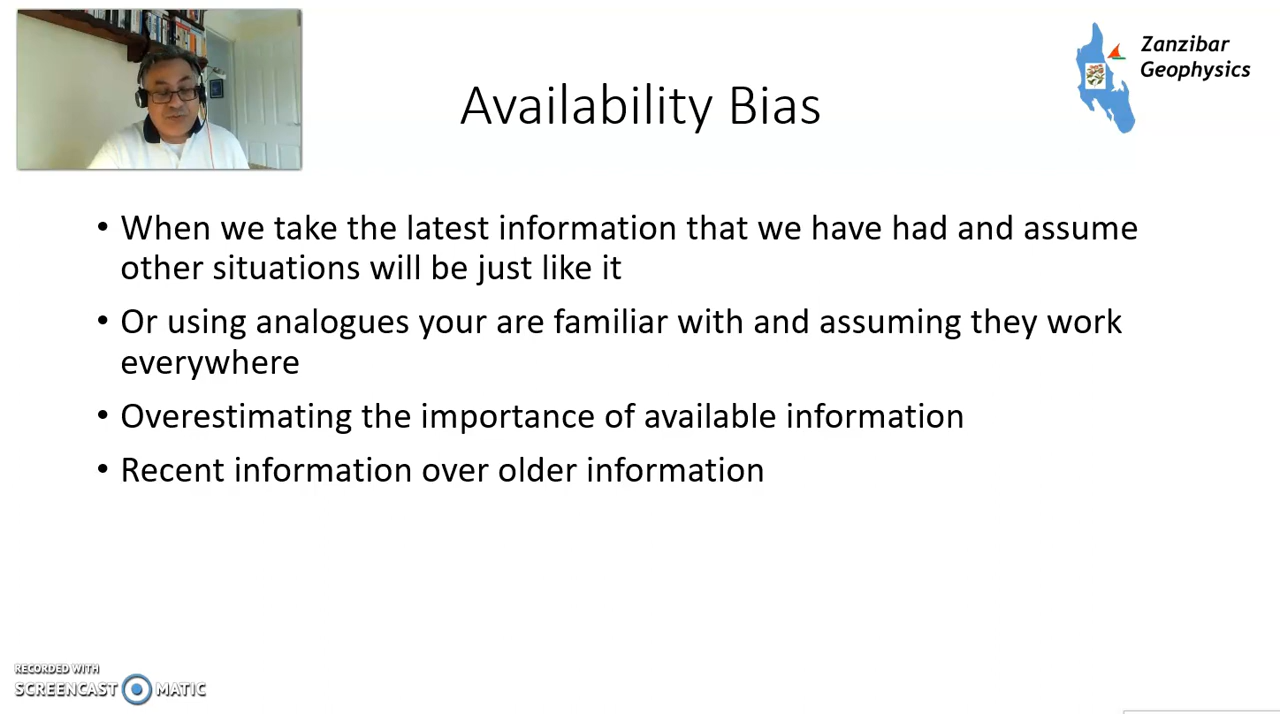 Zanzibar
Geophysics
Availability Bias
• When we take the latest information that we have had and assume
other situations will be just like it
• Or using analogues your are familiar with and assuming they work
everywhere
• Overestimating the importance of available information
• Recent information over older information
RECORDED WITH
SCREENCAST MATIC